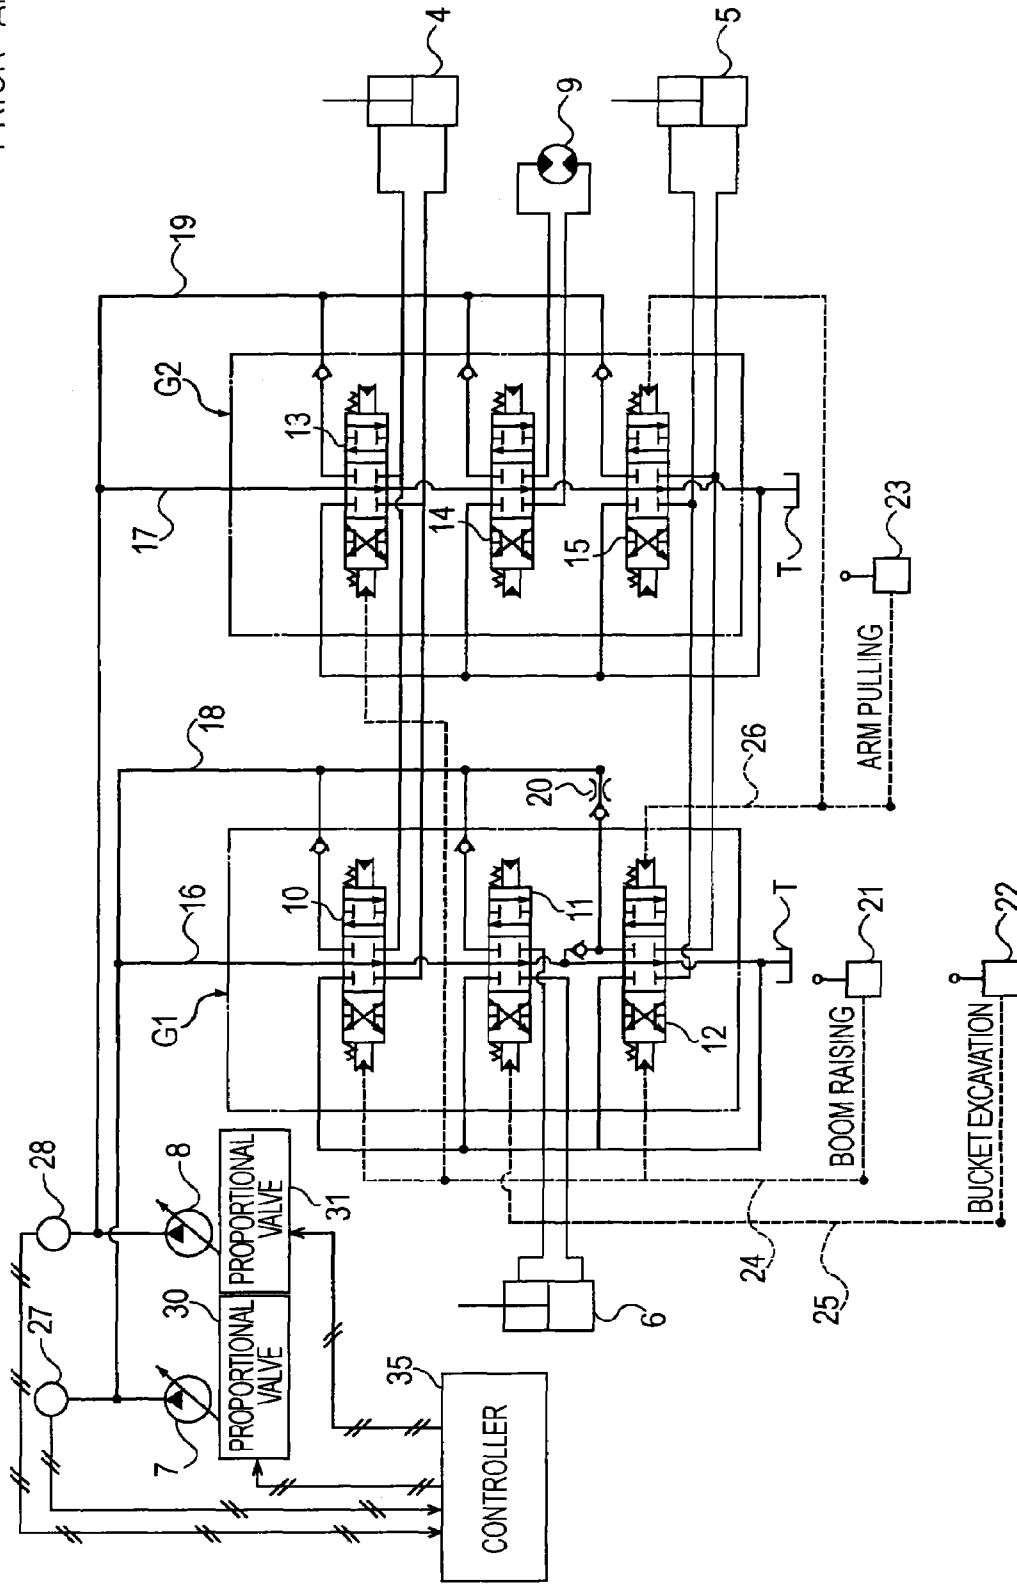 PRIOR
4
5
9
19
G2
13
14
15
17
T
23
ARM PULLING
26
18
20
10
11
12
16
G1
T
21
BOOM RAISING
22
BUCKET EXCAVATION
24
25
6
28
27
8
7
PROPORTIONAL
VALVE
31
30
PROPORTIONAL
VALVE
35
CONTROLLER